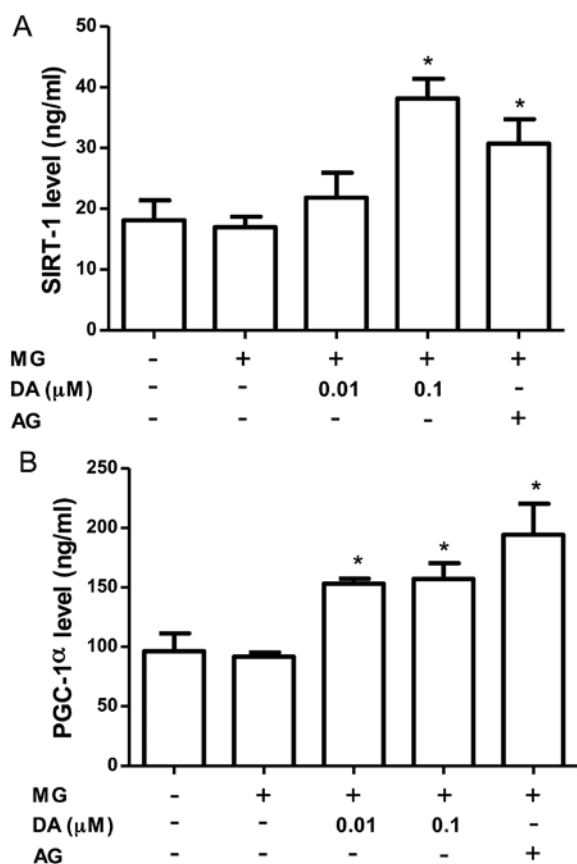 A
SIRT-1 level (ng/ml)
50
40
30
20
10
0
*
*
MG - + + + +
DA (μM) - - 0.01 0.1 -
AG - - - - +
B
PGC-1α level (ng/ml)
250
200
150
100
50
0
*
*
*
MG - + + + +
DA (μM) - - 0.01 0.1 -
AG - - - - +